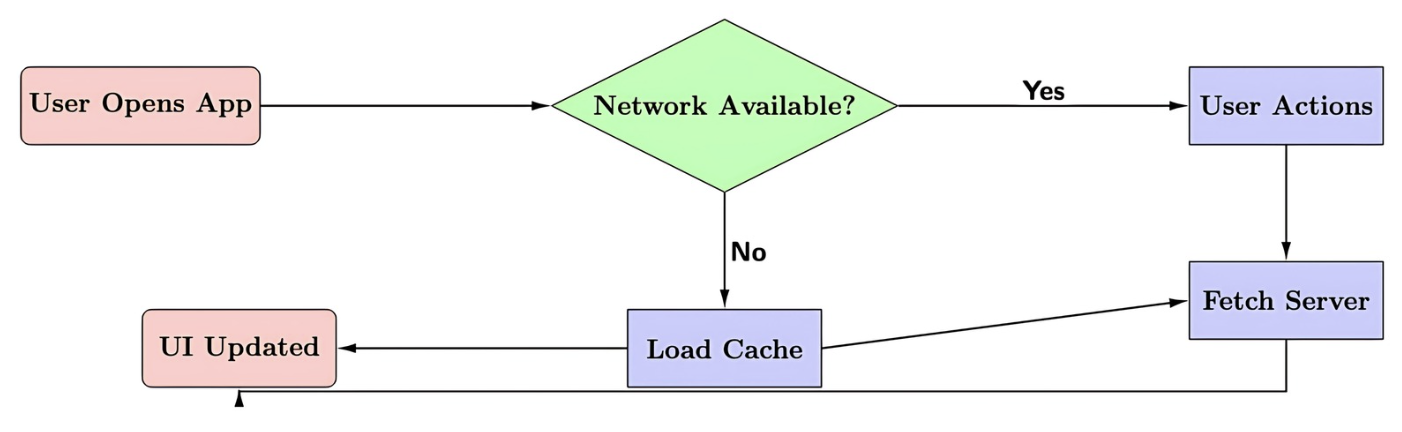 User Opens App
Network Available?
Yes
User Actions
No
Fetch Server
UI Updated
Load Cache